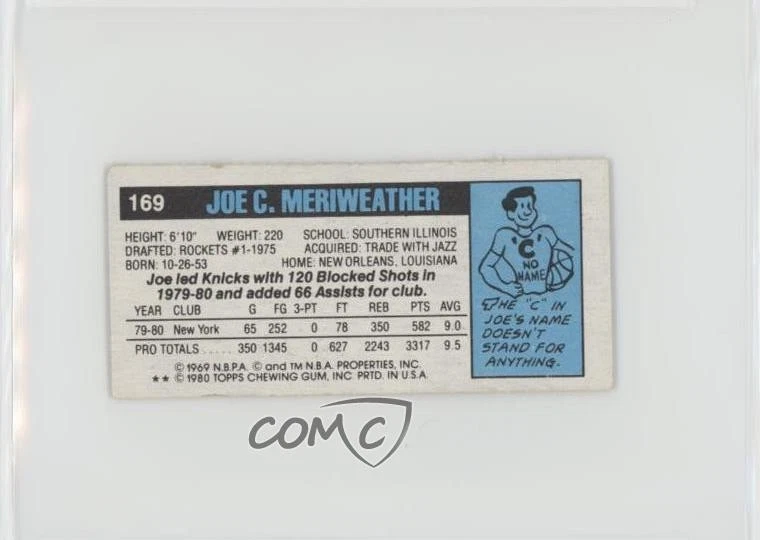 169 JOE C. MERIWEATHER
HEIGHT: 6'10" WEIGHT: 220 SCHOOL: SOUTHERN ILLINOIS
DRAFTED: ROCKETS #1-1975 ACQUIRED: TRADE WITH JAZZ
BORN: 10-26-53 HOME: NEW ORLEANS, LOUISIANA
Joe led Knicks with 120 Blocked Shots in
1979-80 and added 66 Assists for club.
YEAR CLUB G FG 3-PT FT REB PTS AVG
79-80 New York 65 252 0 78 350 582 9.0
PRO TOTALS ..... 350 1345 0 627 2243 3317 9.5
© 1969 N.B.P.A. © and TM N.B.A. PROPERTIES, INC.
★★ © 1980 TOPPS CHEWING GUM, INC PRTD. IN U.S.A.
"C"
NO
NAME
THE "C" IN
JOE'S NAME
DOESN'T
STAND FOR
ANYTHING.
COMC